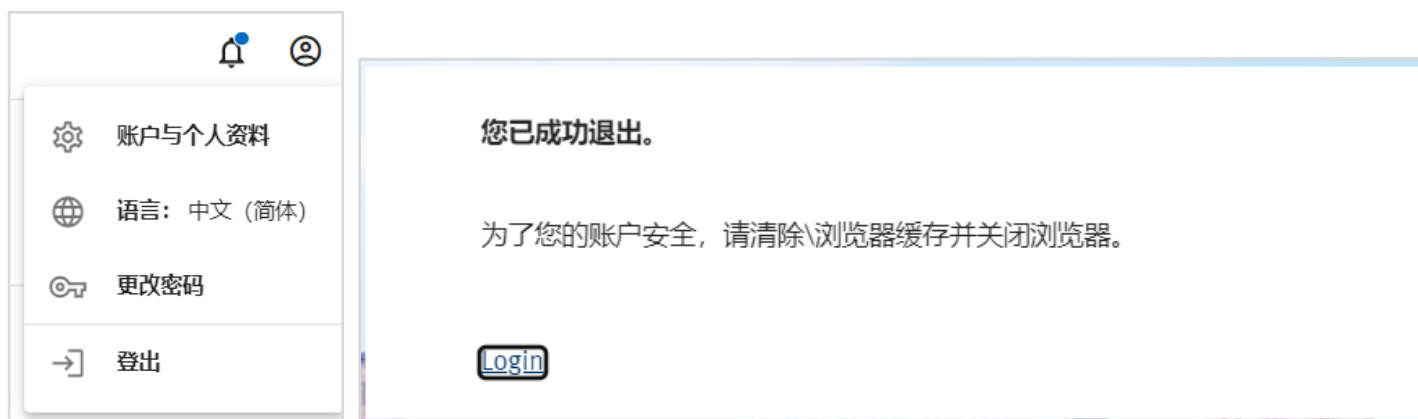 账户与个人资料
语言：中文（简体）
更改密码
登出
您已成功退出。
为了您的账户安全，请清除\浏览器缓存并关闭浏览器。
Login